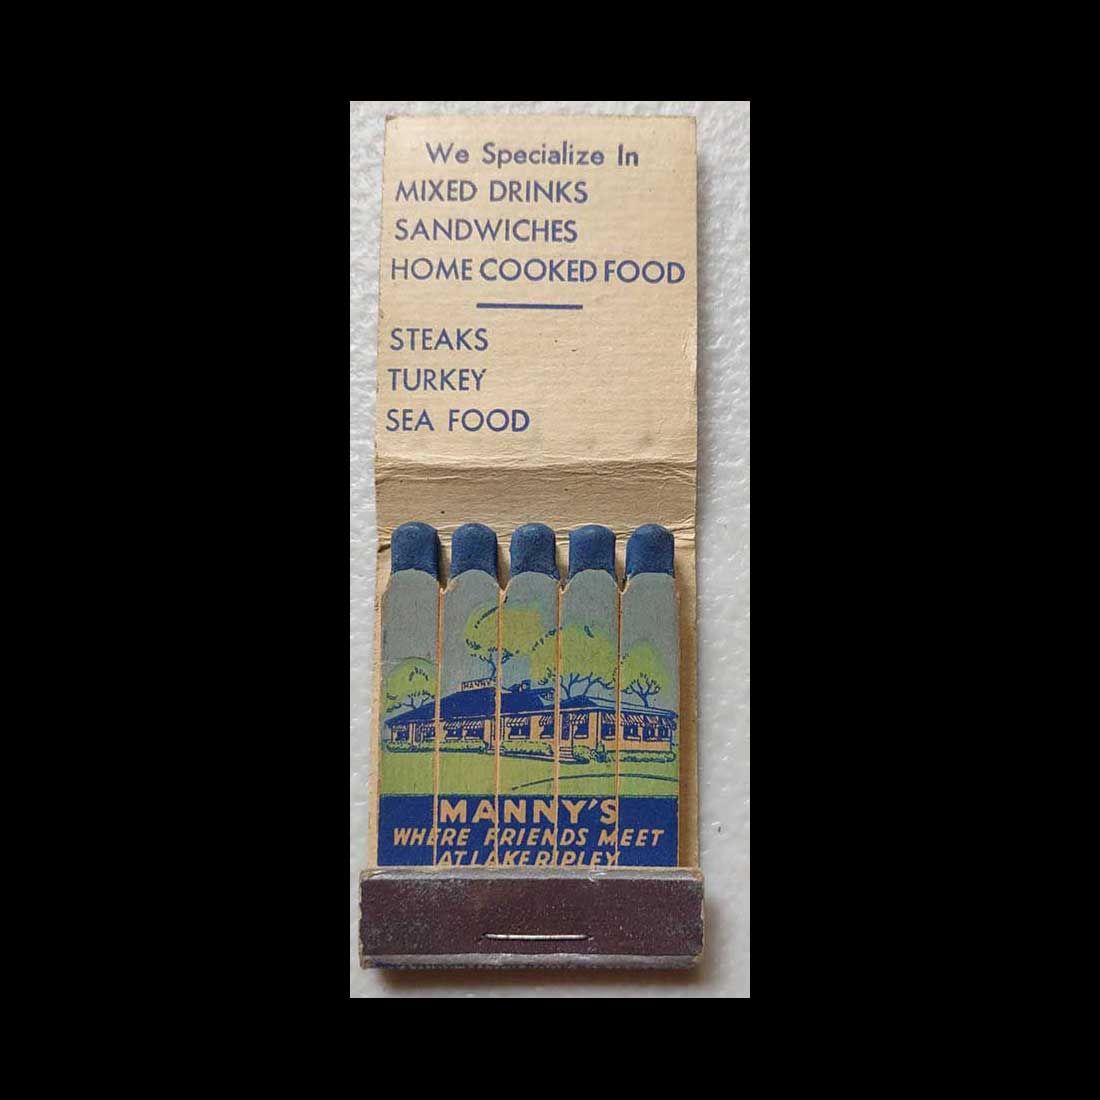 We Specialize In
MIXED DRINKS
SANDWICHES
HOME COOKED FOOD
STEAKS
TURKEY
SEA FOOD
MANNY'S
MANNY'S
WHERE FRIENDS MEET
AT LAKE RIPLEY